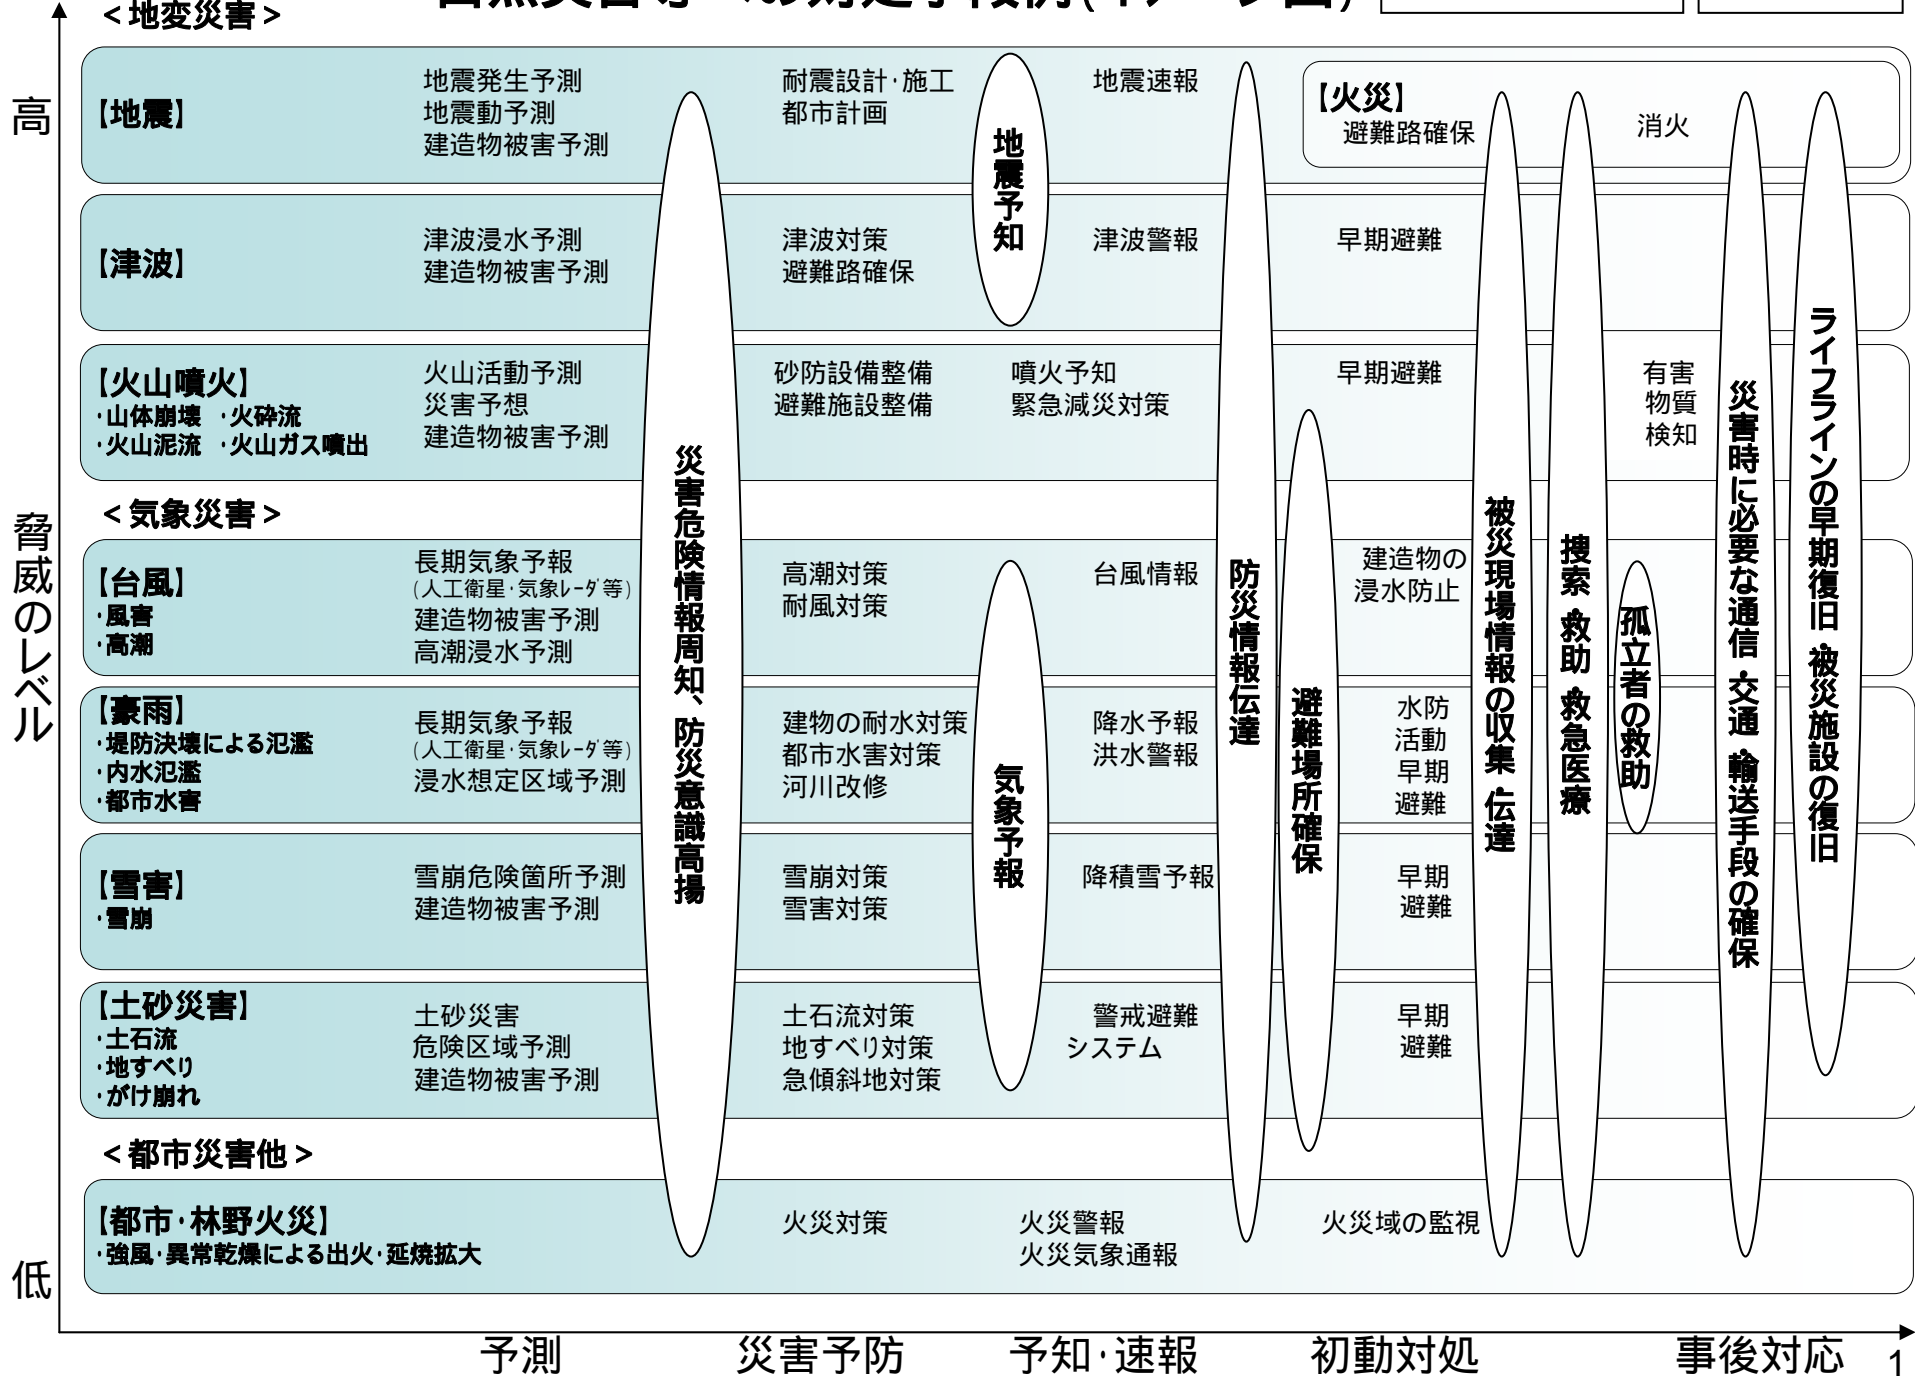 <地変災害>
高
脅威のレベル
低
【地震】
地震発生予測
地震動予測
建造物被害予測
耐震設計・施工
都市計画
地震速報
【火災】
避難路確保
消火
【津波】
津波浸水予測
建造物被害予測
津波対策
避難路確保
津波警報
早期避難
【火山噴火】
・山体崩壊 ・火砕流
・火山泥流 ・火山ガス噴出
火山活動予測
災害予想
建造物被害予測
砂防設備整備
避難施設整備
噴火予知
緊急減災対策
早期避難
有害
物質
検知
<気象災害>
【台風】
・風害
・高潮
長期気象予報
(人工衛星・気象ﾚｰﾀﾞ等)
建造物被害予測
高潮浸水予測
高潮対策
耐風対策
台風情報
建造物の
浸水防止
【豪雨】
・堤防決壊による氾濫
・内水氾濫
・都市水害
長期気象予報
(人工衛星・気象ﾚｰﾀﾞ等)
浸水想定区域予測
建物の耐水対策
都市水害対策
河川改修
降水予報
洪水警報
水防
活動
早期
避難
【雪害】
・雪崩
雪崩危険箇所予測
建造物被害予測
雪崩対策
雪害対策
降積雪予報
早期
避難
【土砂災害】
・土石流
・地すべり
・がけ崩れ
土砂災害
危険区域予測
建造物被害予測
土石流対策
地すべり対策
急傾斜地対策
警戒避難
システム
早期
避難
<都市災害他>
【都市・林野火災】
・強風・異常乾燥による出火・延焼拡大
火災対策
火災警報
火災気象通報
火災域の監視
災害危険情報周知、防災意識高揚
地震予知
気象予報
防災情報伝達
避難場所確保
被災現場情報の収集・伝達
捜索・救助・救急医療
孤立者の救助
災害時に必要な通信・交通・輸送手段の確保
ライフラインの早期復旧・被災施設の復旧
予測
災害予防
予知・速報
初動対処
事後対応
1